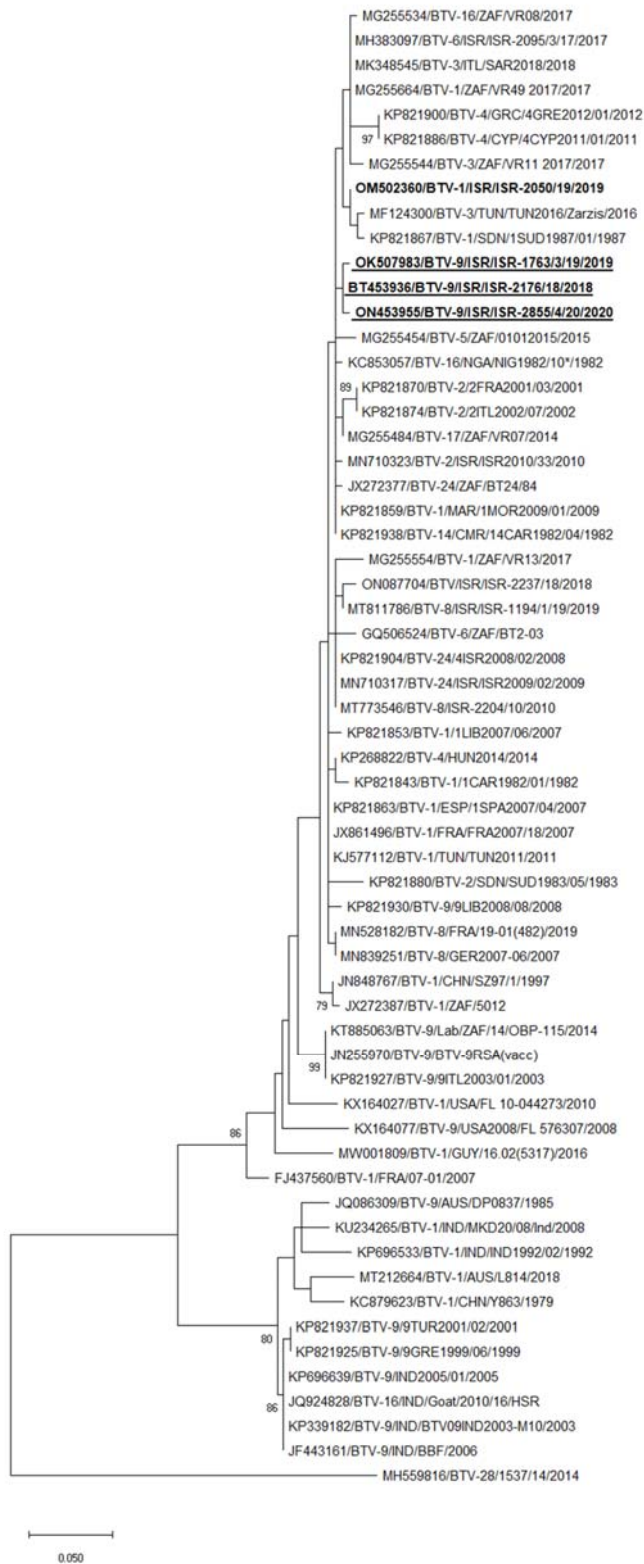 MG255534/BTV-16/ZAF/VR08/2017
MH383097/BTV-6/ISR/ISR-2095/3/17/2017
MK348545/BTV-3/ITL/SAR2018/2018
MG255664/BTV-1/ZAF/VR49 2017/2017
KP821900/BTV-4/GRC/4GRE2012/01/2012
97
KP821886/BTV-4/CYP/4CYP2011/01/2011
MG255544/BTV-3/ZAF/VR11 2017/2017
OM502360/BTV-1/ISR/ISR-2050/19/2019
MF124300/BTV-3/TUN/TUN2016/Zarzis/2016
KP821867/BTV-1/SDN/1SUD1987/01/1987
OK507983/BTV-9/ISR/ISR-1763/3/19/2019
BT453936/BTV-9/ISR/ISR-2176/18/2018
ON453955/BTV-9/ISR/ISR-2855/4/20/2020
MG255454/BTV-5/ZAF/01012015/2015
KC853057/BTV-16/NGA/NIG1982/10*/1982
89
KP821870/BTV-2/2FRA2001/03/2001
KP821874/BTV-2/2ITL2002/07/2002
MG255484/BTV-17/ZAF/VR07/2014
MN710323/BTV-2/ISR/ISR2010/33/2010
JX272377/BTV-24/ZAF/BT24/84
KP821859/BTV-1/MAR/1MOR2009/01/2009
KP821938/BTV-14/CMR/14CAR1982/04/1982
MG255554/BTV-1/ZAF/VR13/2017
ON087704/BTV/ISR/ISR-2237/18/2018
MT811786/BTV-8/ISR/ISR-1194/1/19/2019
GQ506524/BTV-6/ZAF/BT2-03
KP821904/BTV-24/4ISR2008/02/2008
MN710317/BTV-24/ISR/ISR2009/02/2009
MT773546/BTV-8/ISR-2204/10/2010
KP821853/BTV-1/1LIB2007/06/2007
KP268822/BTV-4/HUN2014/2014
KP821843/BTV-1/1CAR1982/01/1982
KP821863/BTV-1/ESP/1SPA2007/04/2007
JX861496/BTV-1/FRA/FRA2007/18/2007
KJ577112/BTV-1/TUN/TUN2011/2011
KP821880/BTV-2/SDN/SUD1983/05/1983
KP821930/BTV-9/9LIB2008/08/2008
MN528182/BTV-8/FRA/19-01(482)/2019
MN839251/BTV-8/GER2007-06/2007
JN848767/BTV-1/CHN/SZ97/1/1997
79
JX272387/BTV-1/ZAF/5012
KT885063/BTV-9/Lab/ZAF/14/OBP-115/2014
JN255970/BTV-9/BTV-9RSA(vacc)
99
KP821927/BTV-9/9ITL2003/01/2003
KX164027/BTV-1/USA/FL 10-044273/2010
KX164077/BTV-9/USA2008/FL 576307/2008
86
MW001809/BTV-1/GUY/16.02(5317)/2016
FJ437560/BTV-1/FRA/07-01/2007
JQ086309/BTV-9/AUS/DP0837/1985
KU234265/BTV-1/IND/MKD20/08/Ind/2008
KP696533/BTV-1/IND/IND1992/02/1992
MT212664/BTV-1/AUS/L814/2018
KC879623/BTV-1/CHN/Y863/1979
KP821937/BTV-9/9TUR2001/02/2001
80
KP821925/BTV-9/9GRE1999/06/1999
KP696639/BTV-9/IND2005/01/2005
JQ924828/BTV-16/IND/Goat/2010/16/HSR
86
KP339182/BTV-9/IND/BTV09IND2003-M10/2003
JF443161/BTV-9/IND/BBF/2006
MH559816/BTV-28/1537/14/2014
0.050